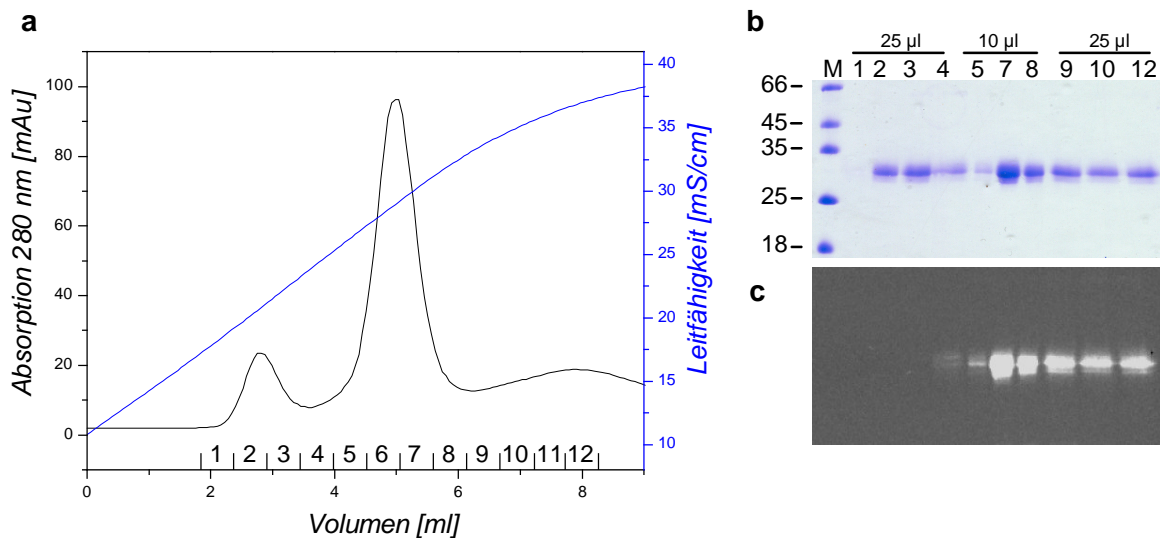 a
Absorption 280 nm [mAu]
100
80
60
40
20
0
40
35
30
25
20
15
10
Leitfähigkeit [mS/cm]
1 2 3 4 5 6 7 8 9 10 11 12
0 2 4 6 8
Volumen [ml]
b
25 µl 10 µl 25 µl
M 1 2 3 4 5 7 8 9 10 12
66
45
35
25
18
c